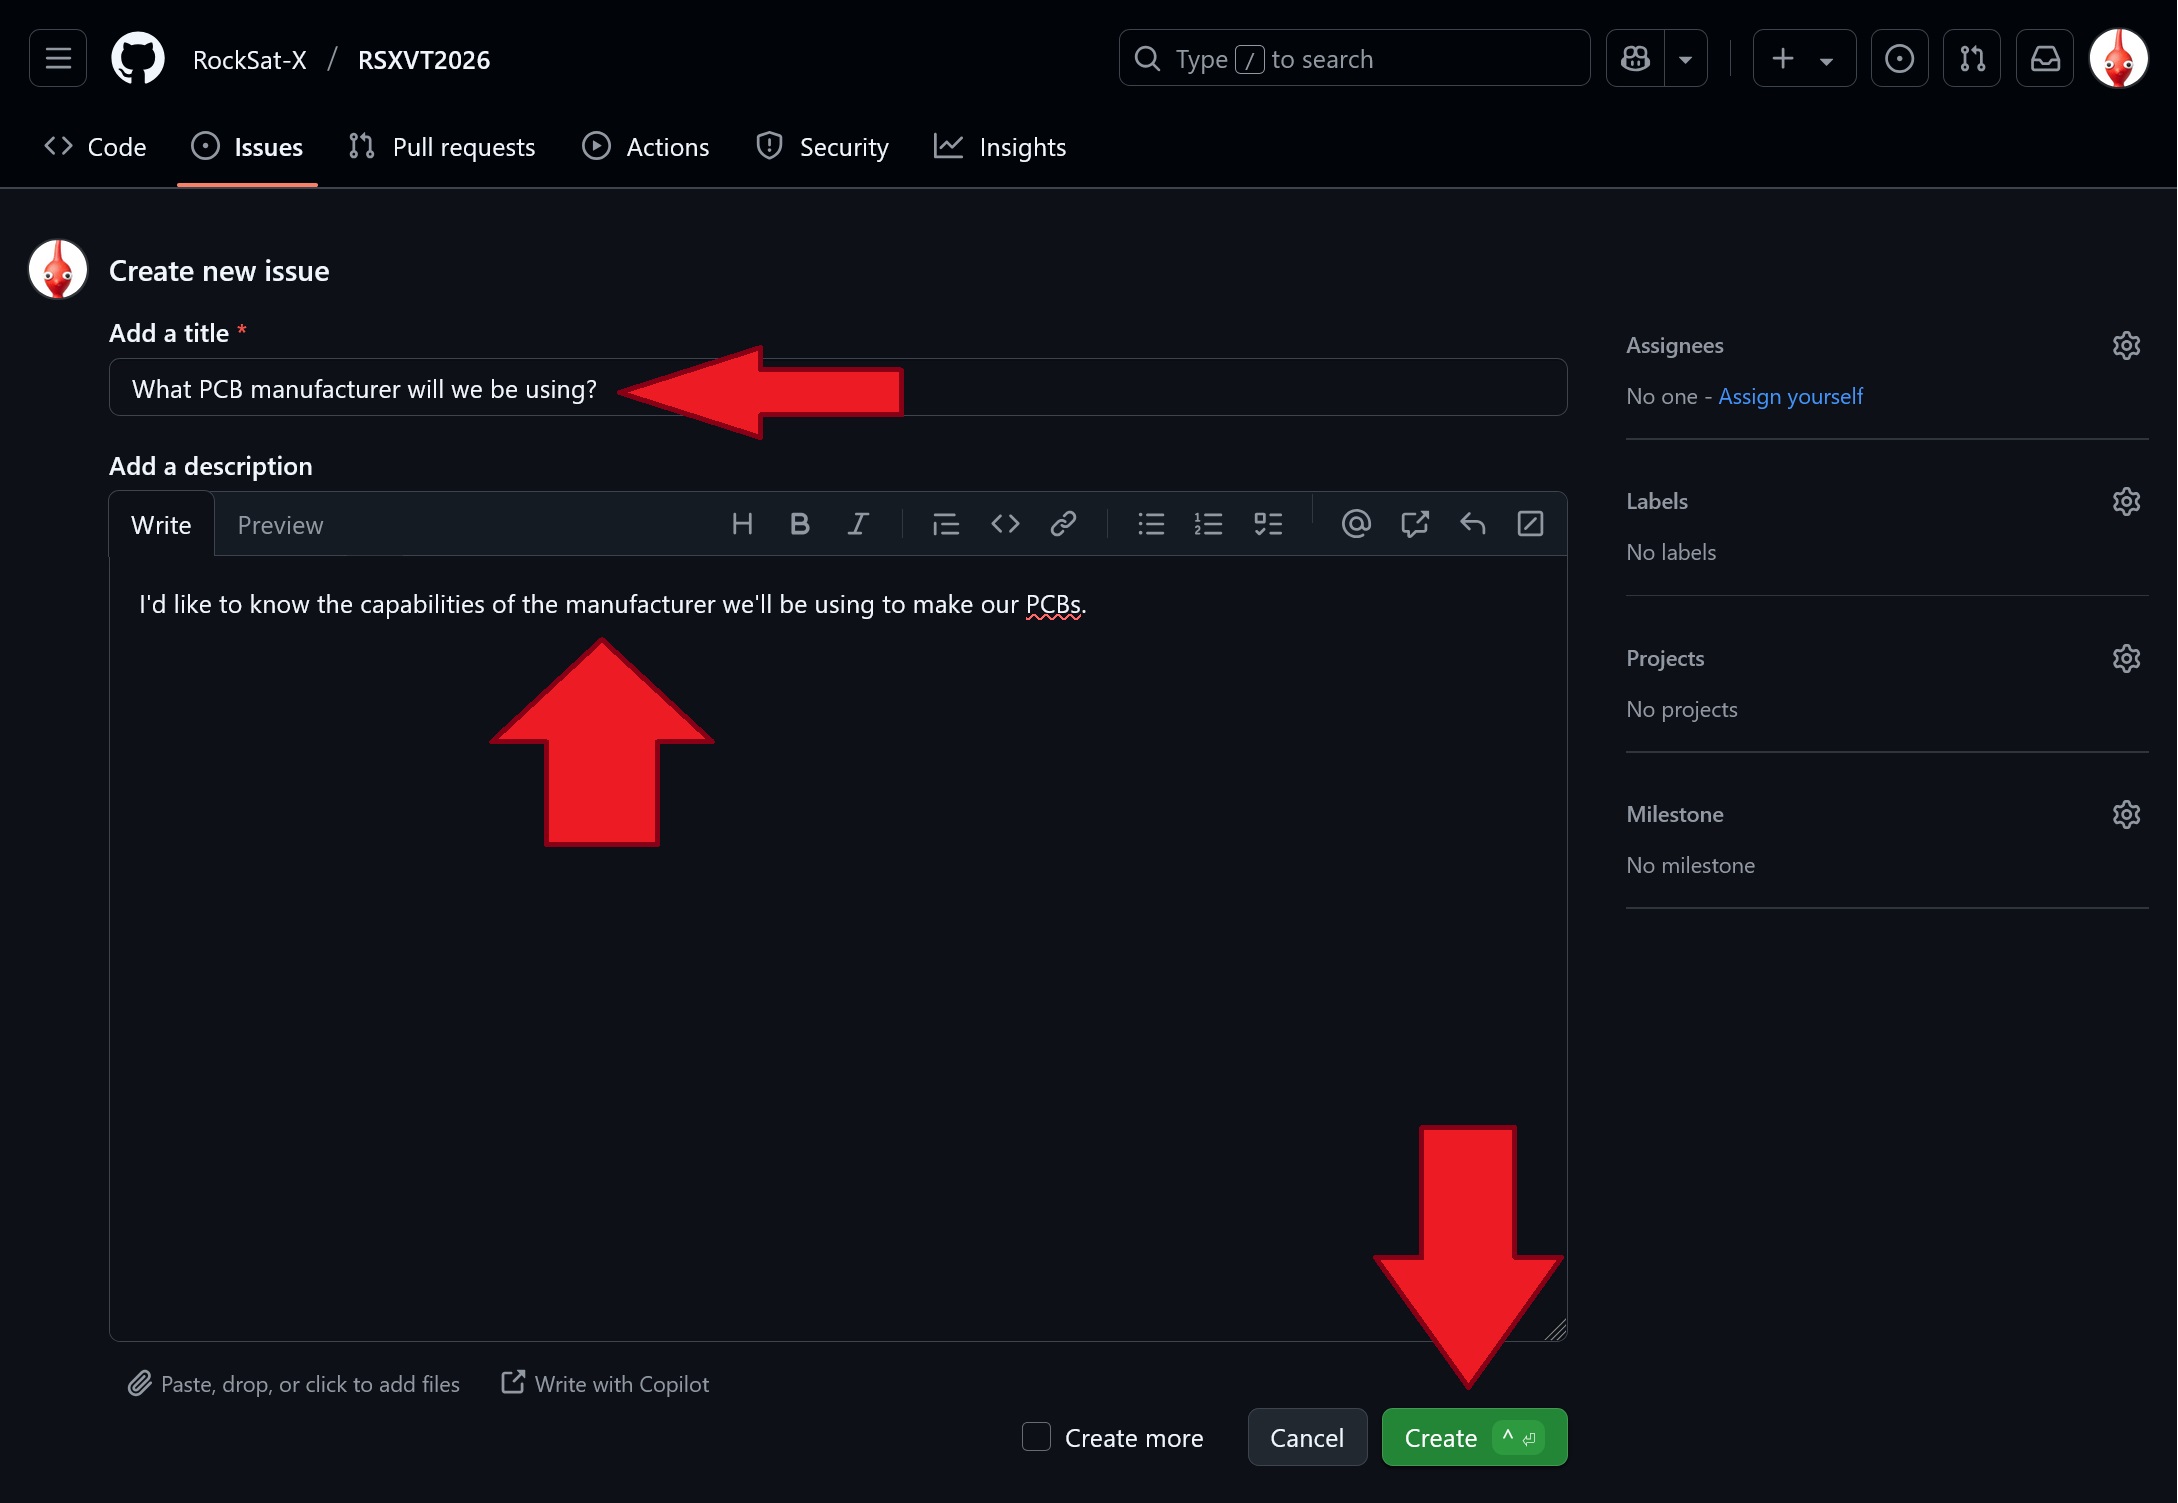 RockSat-X / RSXVT2026
Type / to search
Code Issues Pull requests Actions Security Insights
Create new issue
Add a title *
What PCB manufacturer will we be using?
Add a description
Write Preview
I'd like to know the capabilities of the manufacturer we'll be using to make our PCBs.
Paste, drop, or click to add files Write with Copilot
Create more Cancel Create ^ ⏎
Assignees
No one - Assign yourself
Labels
No labels
Projects
No projects
Milestone
No milestone